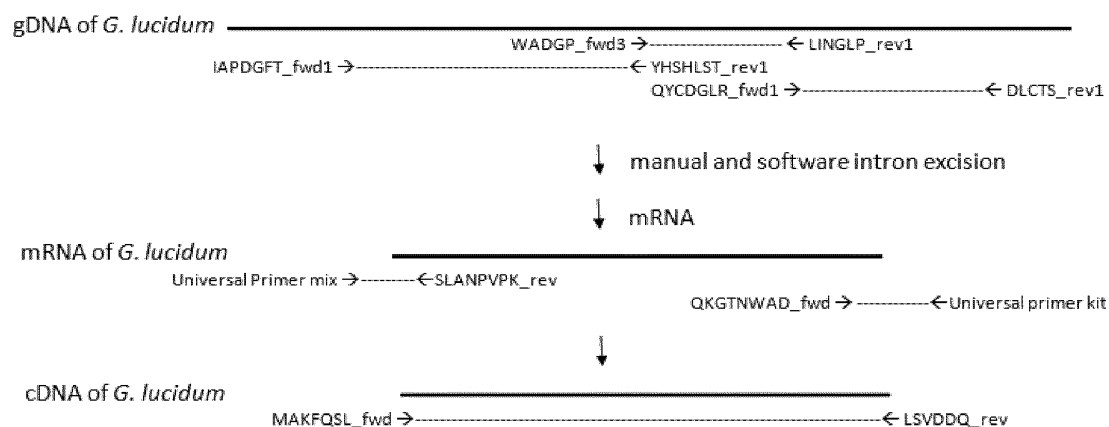 gDNA of G. lucidum
WADGP_fwd3 → ← LINGLP_rev1
IAPDGFT_fwd1 → ← YHSHLST_rev1
QYCDGLR_fwd1 → ← DLCTS_rev1
manual and software intron excision
mRNA
mRNA of G. lucidum
Universal Primer mix → ← SLANPVPK_rev
QKGTNWAD_fwd → ← Universal primer kit
cDNA of G. lucidum
MAKFQSL_fwd → ← LSVDDQ_rev